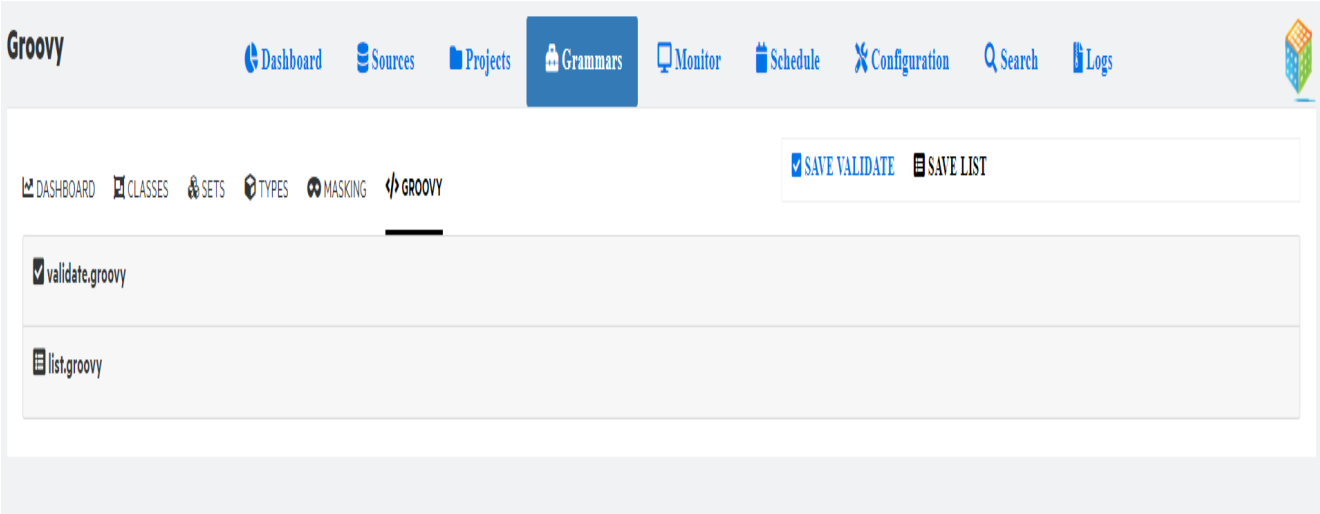 Groovy
Dashboard Sources Projects Grammars Monitor Schedule Configuration Search Logs
SAVE VALIDATE SAVE LIST
DASHBOARD CLASSES SETS TYPES MASKING </> GROOVY
validate.groovy
list.groovy